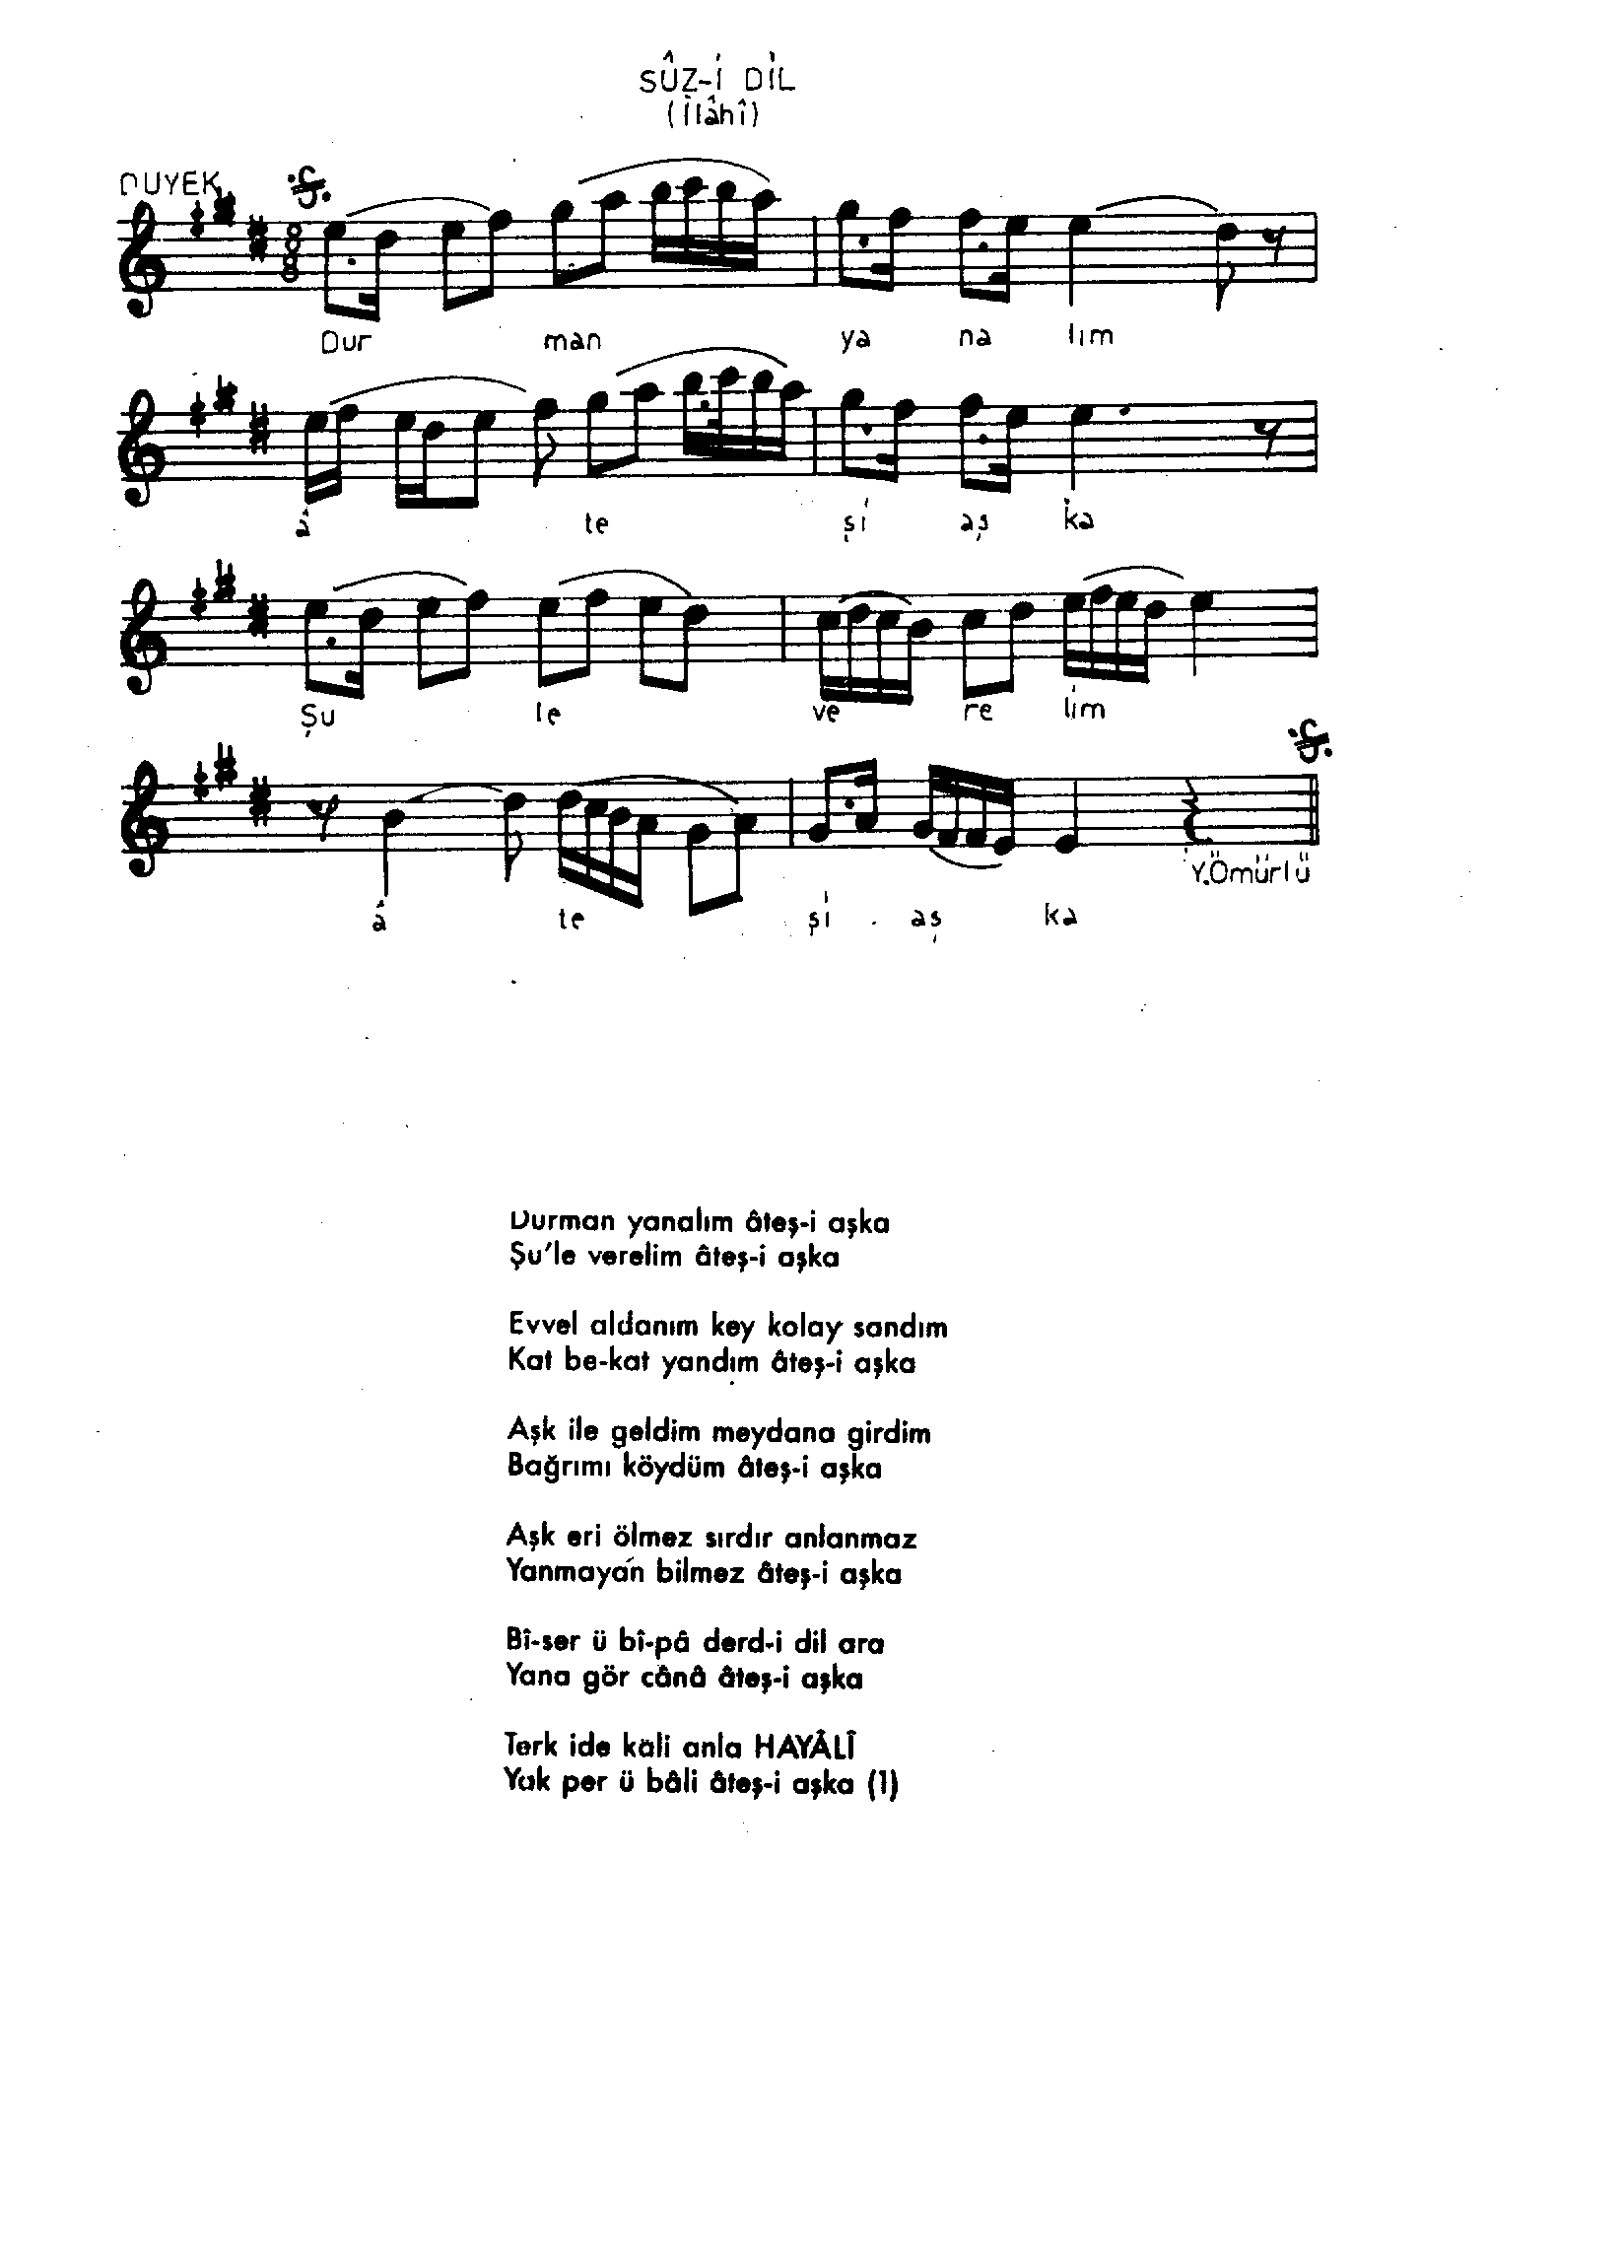 SÛZ-İ DİL
(İlâhî)
DUYEK
Dur man ya na lım
â te şi aş ka
Şu le ve re lim
â te şi aş ka
Y.Ömürlü
Durman yanalım âteş-i aşka
Şu'le verelim âteş-i aşka
Evvel aldanım key kolay sandım
Kat be-kat yandım âteş-i aşka
Aşk ile geldim meydana girdim
Bağrımı köydüm âteş-i aşka
Aşk eri ölmez sırdır anlanmaz
Yanmayan bilmez âteş-i aşka
Bî-ser ü bî-pâ derd-i dil ara
Yana gör cânâ âteş-i aşka
Terk ide kali anla HAYÂLÎ
Yak per ü bâli âteş-i aşka (1)